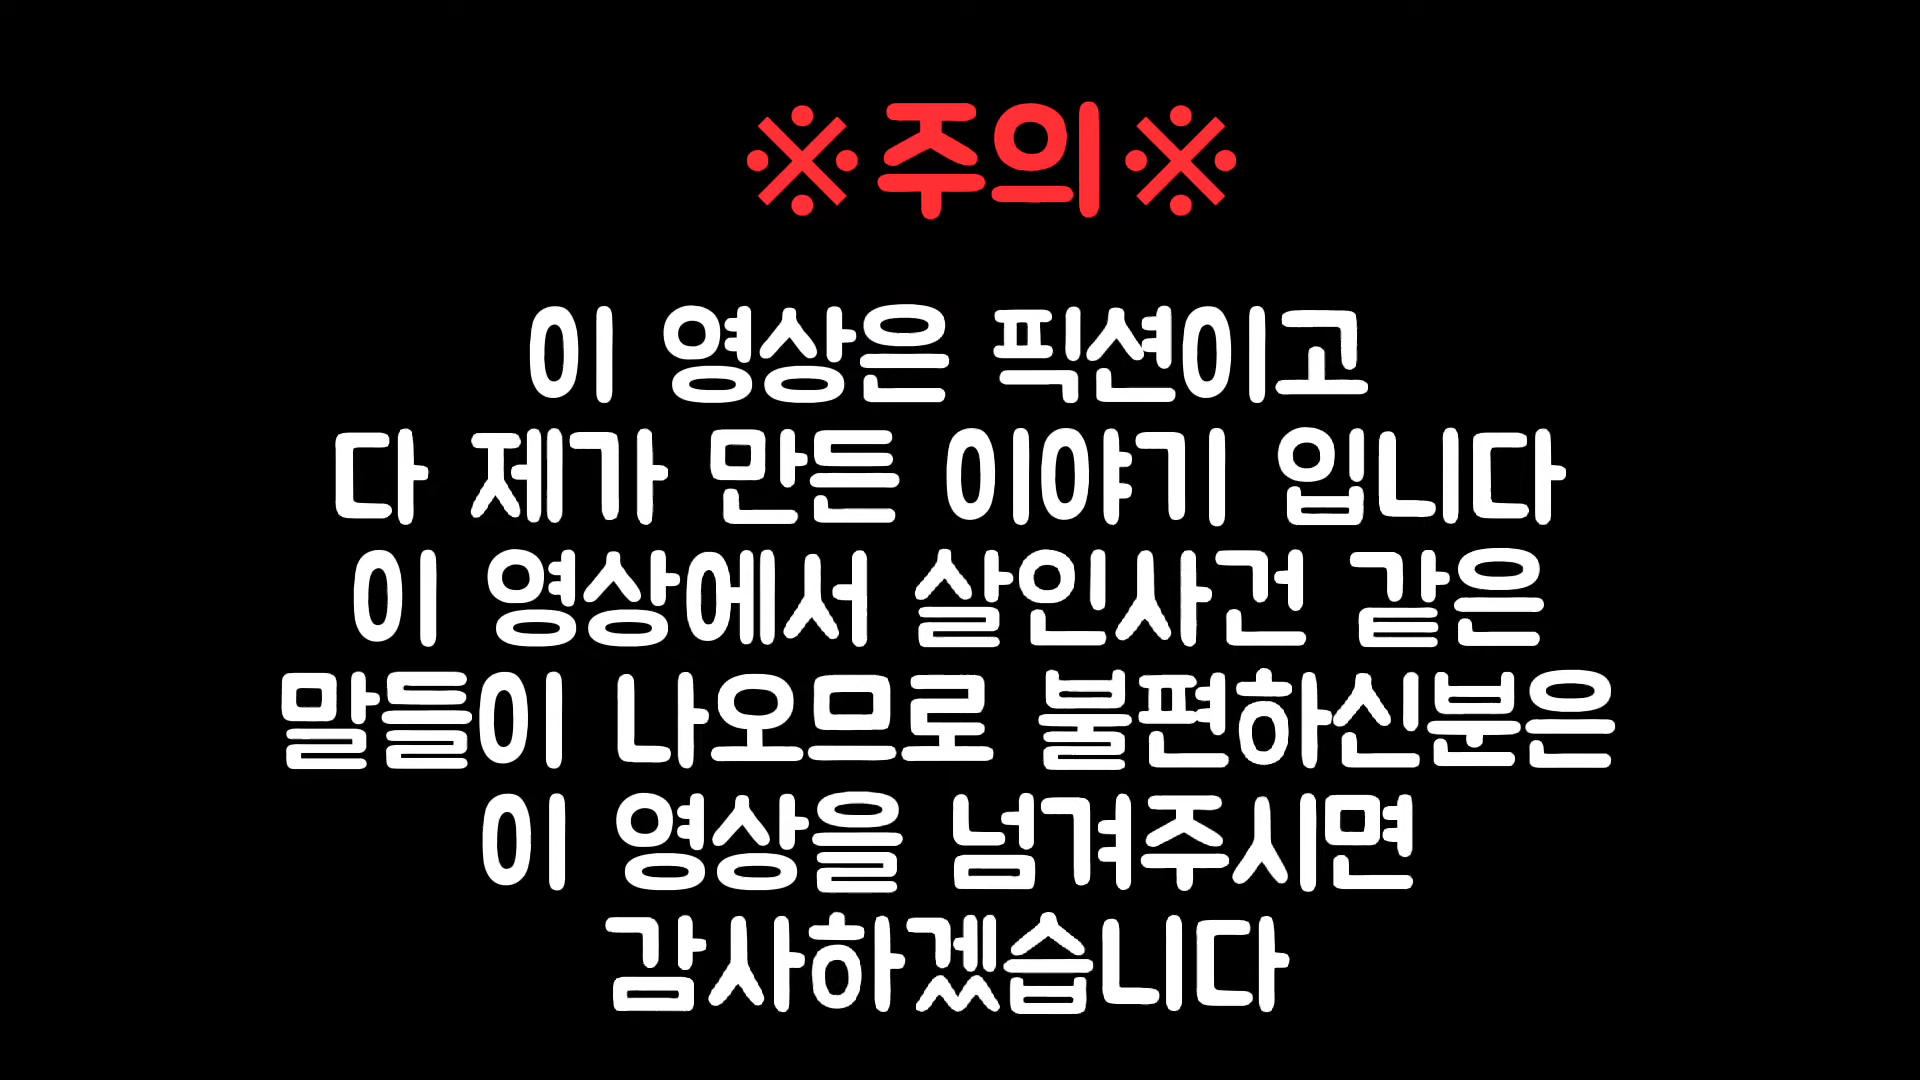 ※주의※
이 영상은 픽션이고
다 제가 만든 이야기 입니다
이 영상에서 살인사건 같은
말들이 나오므로 불편하신분은
이 영상을 넘겨주시면
감사하겠습니다